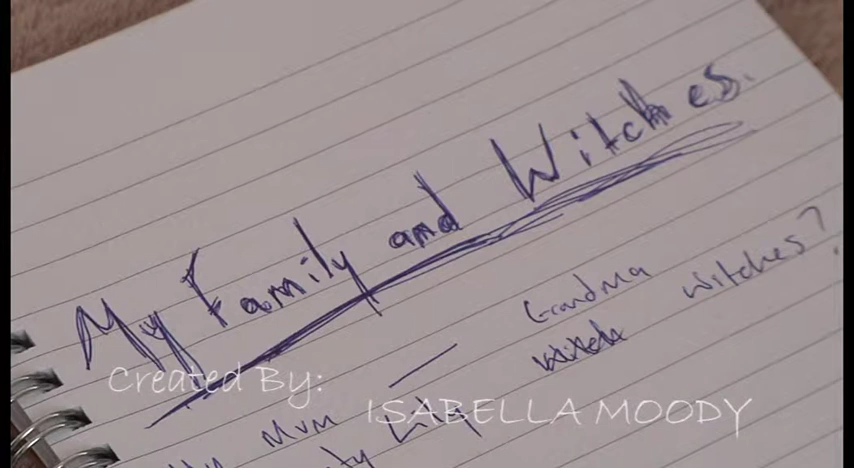 My Family and Witches.
Grandma witches?
Created By:
Mum
ISABELLA MOODY